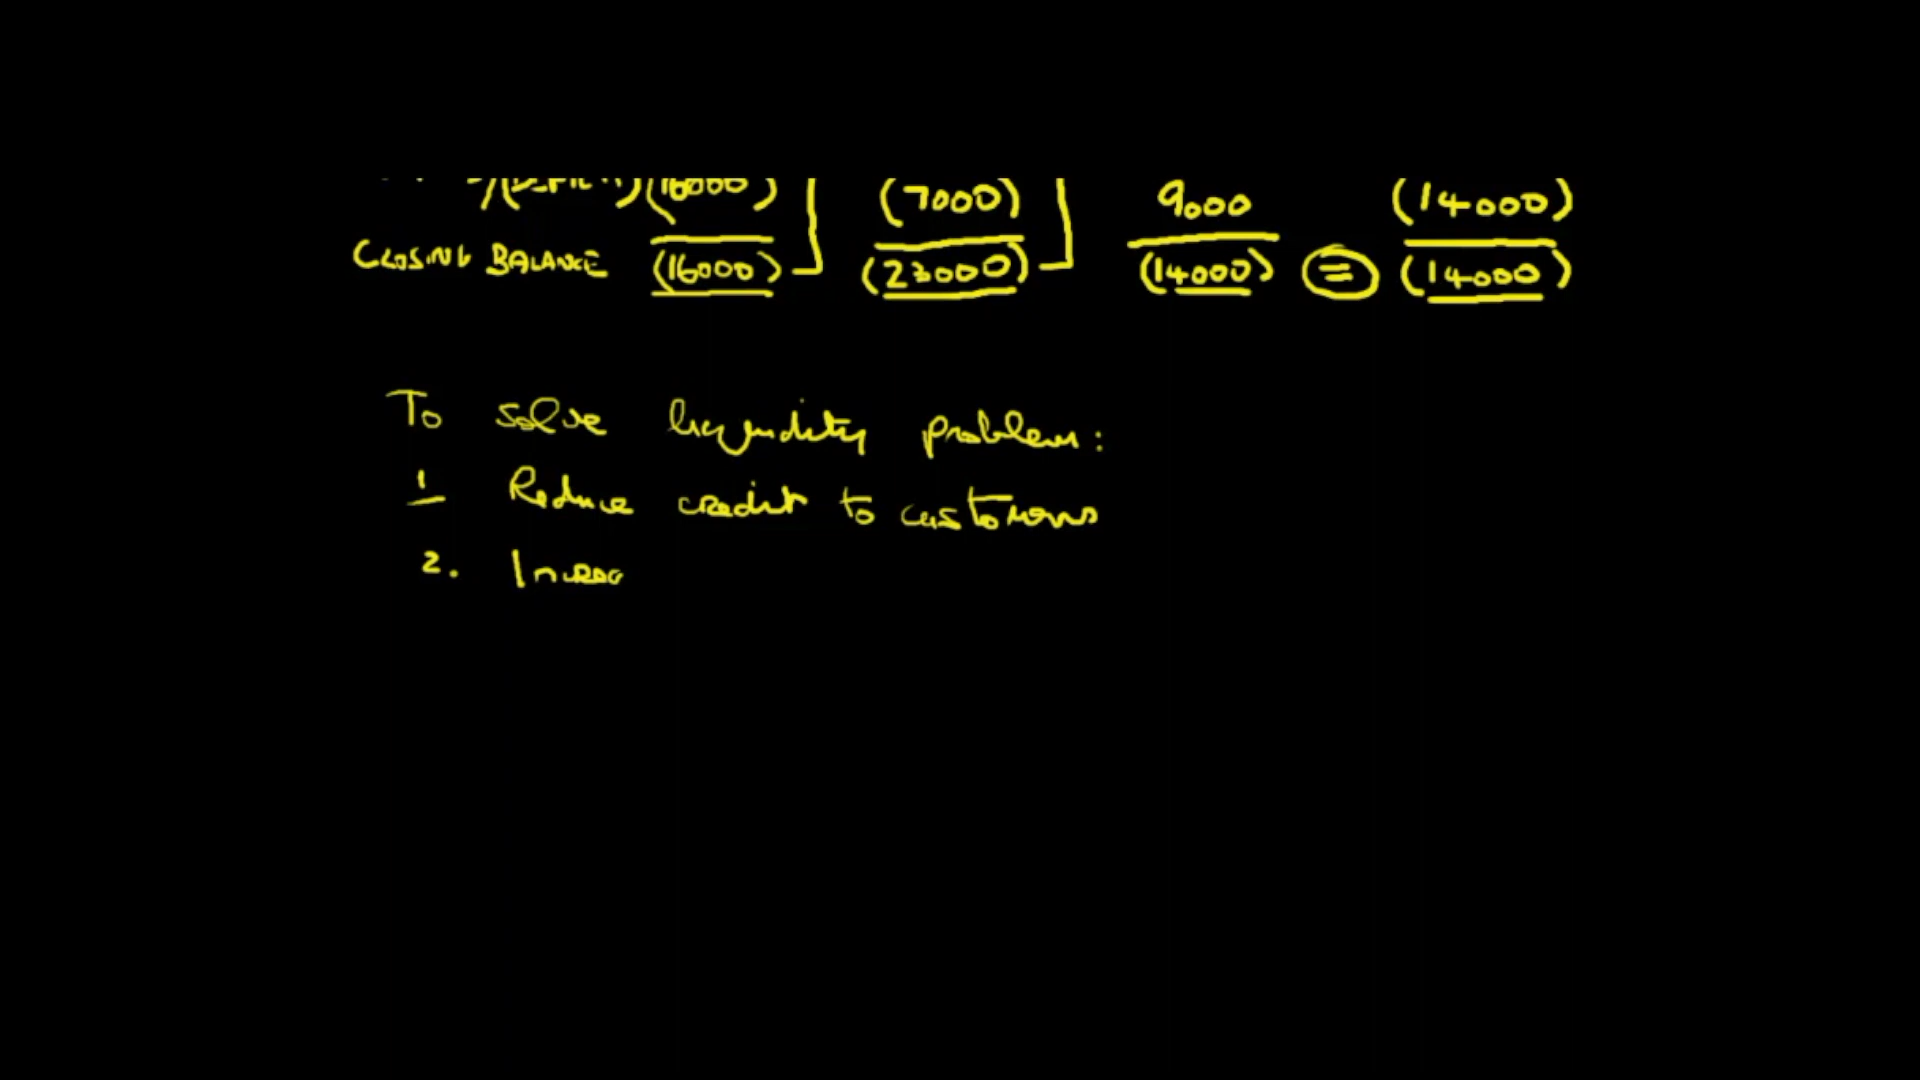 (16000) (7000) 9000 (14000)
CLOSING BALANCE (16000) (23000) (14000) = (14000)
To solve liquidity problem:
1 Reduce credit to customers
2. Increa